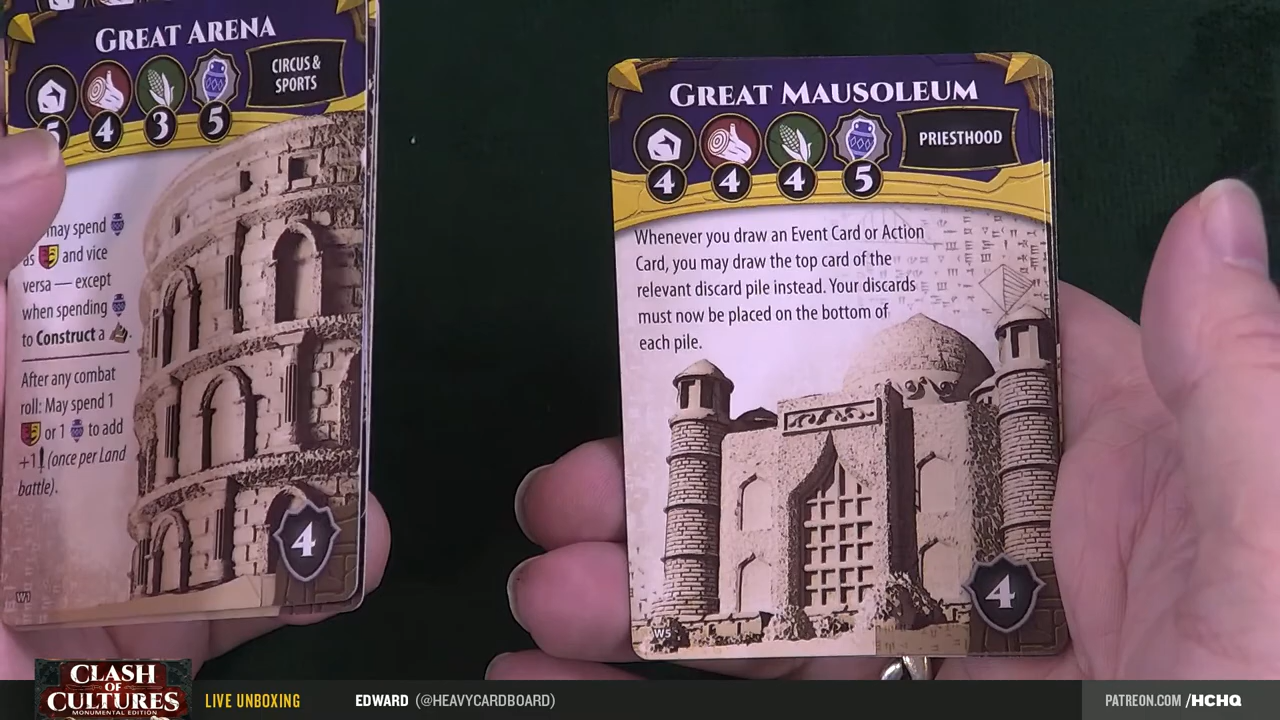 GREAT ARENA
CIRCUS &
SPORTS
5 4 3 5
may spend
as and vice
versa — except
when spending
to Construct a .
After any combat
roll: May spend 1
or 1 to add
+1 (once per Land
battle).
4
W1
GREAT MAUSOLEUM
PRIESTHOOD
4 4 4 5
Whenever you draw an Event Card or Action
Card, you may draw the top card of the
relevant discard pile instead. Your discards
must now be placed on the bottom of
each pile.
4
W5
CLASH
OF
CULTURES
MONUMENTAL EDITION
LIVE UNBOXING
EDWARD (@HEAVYCARDBOARD)
PATREON.COM/HCHQ